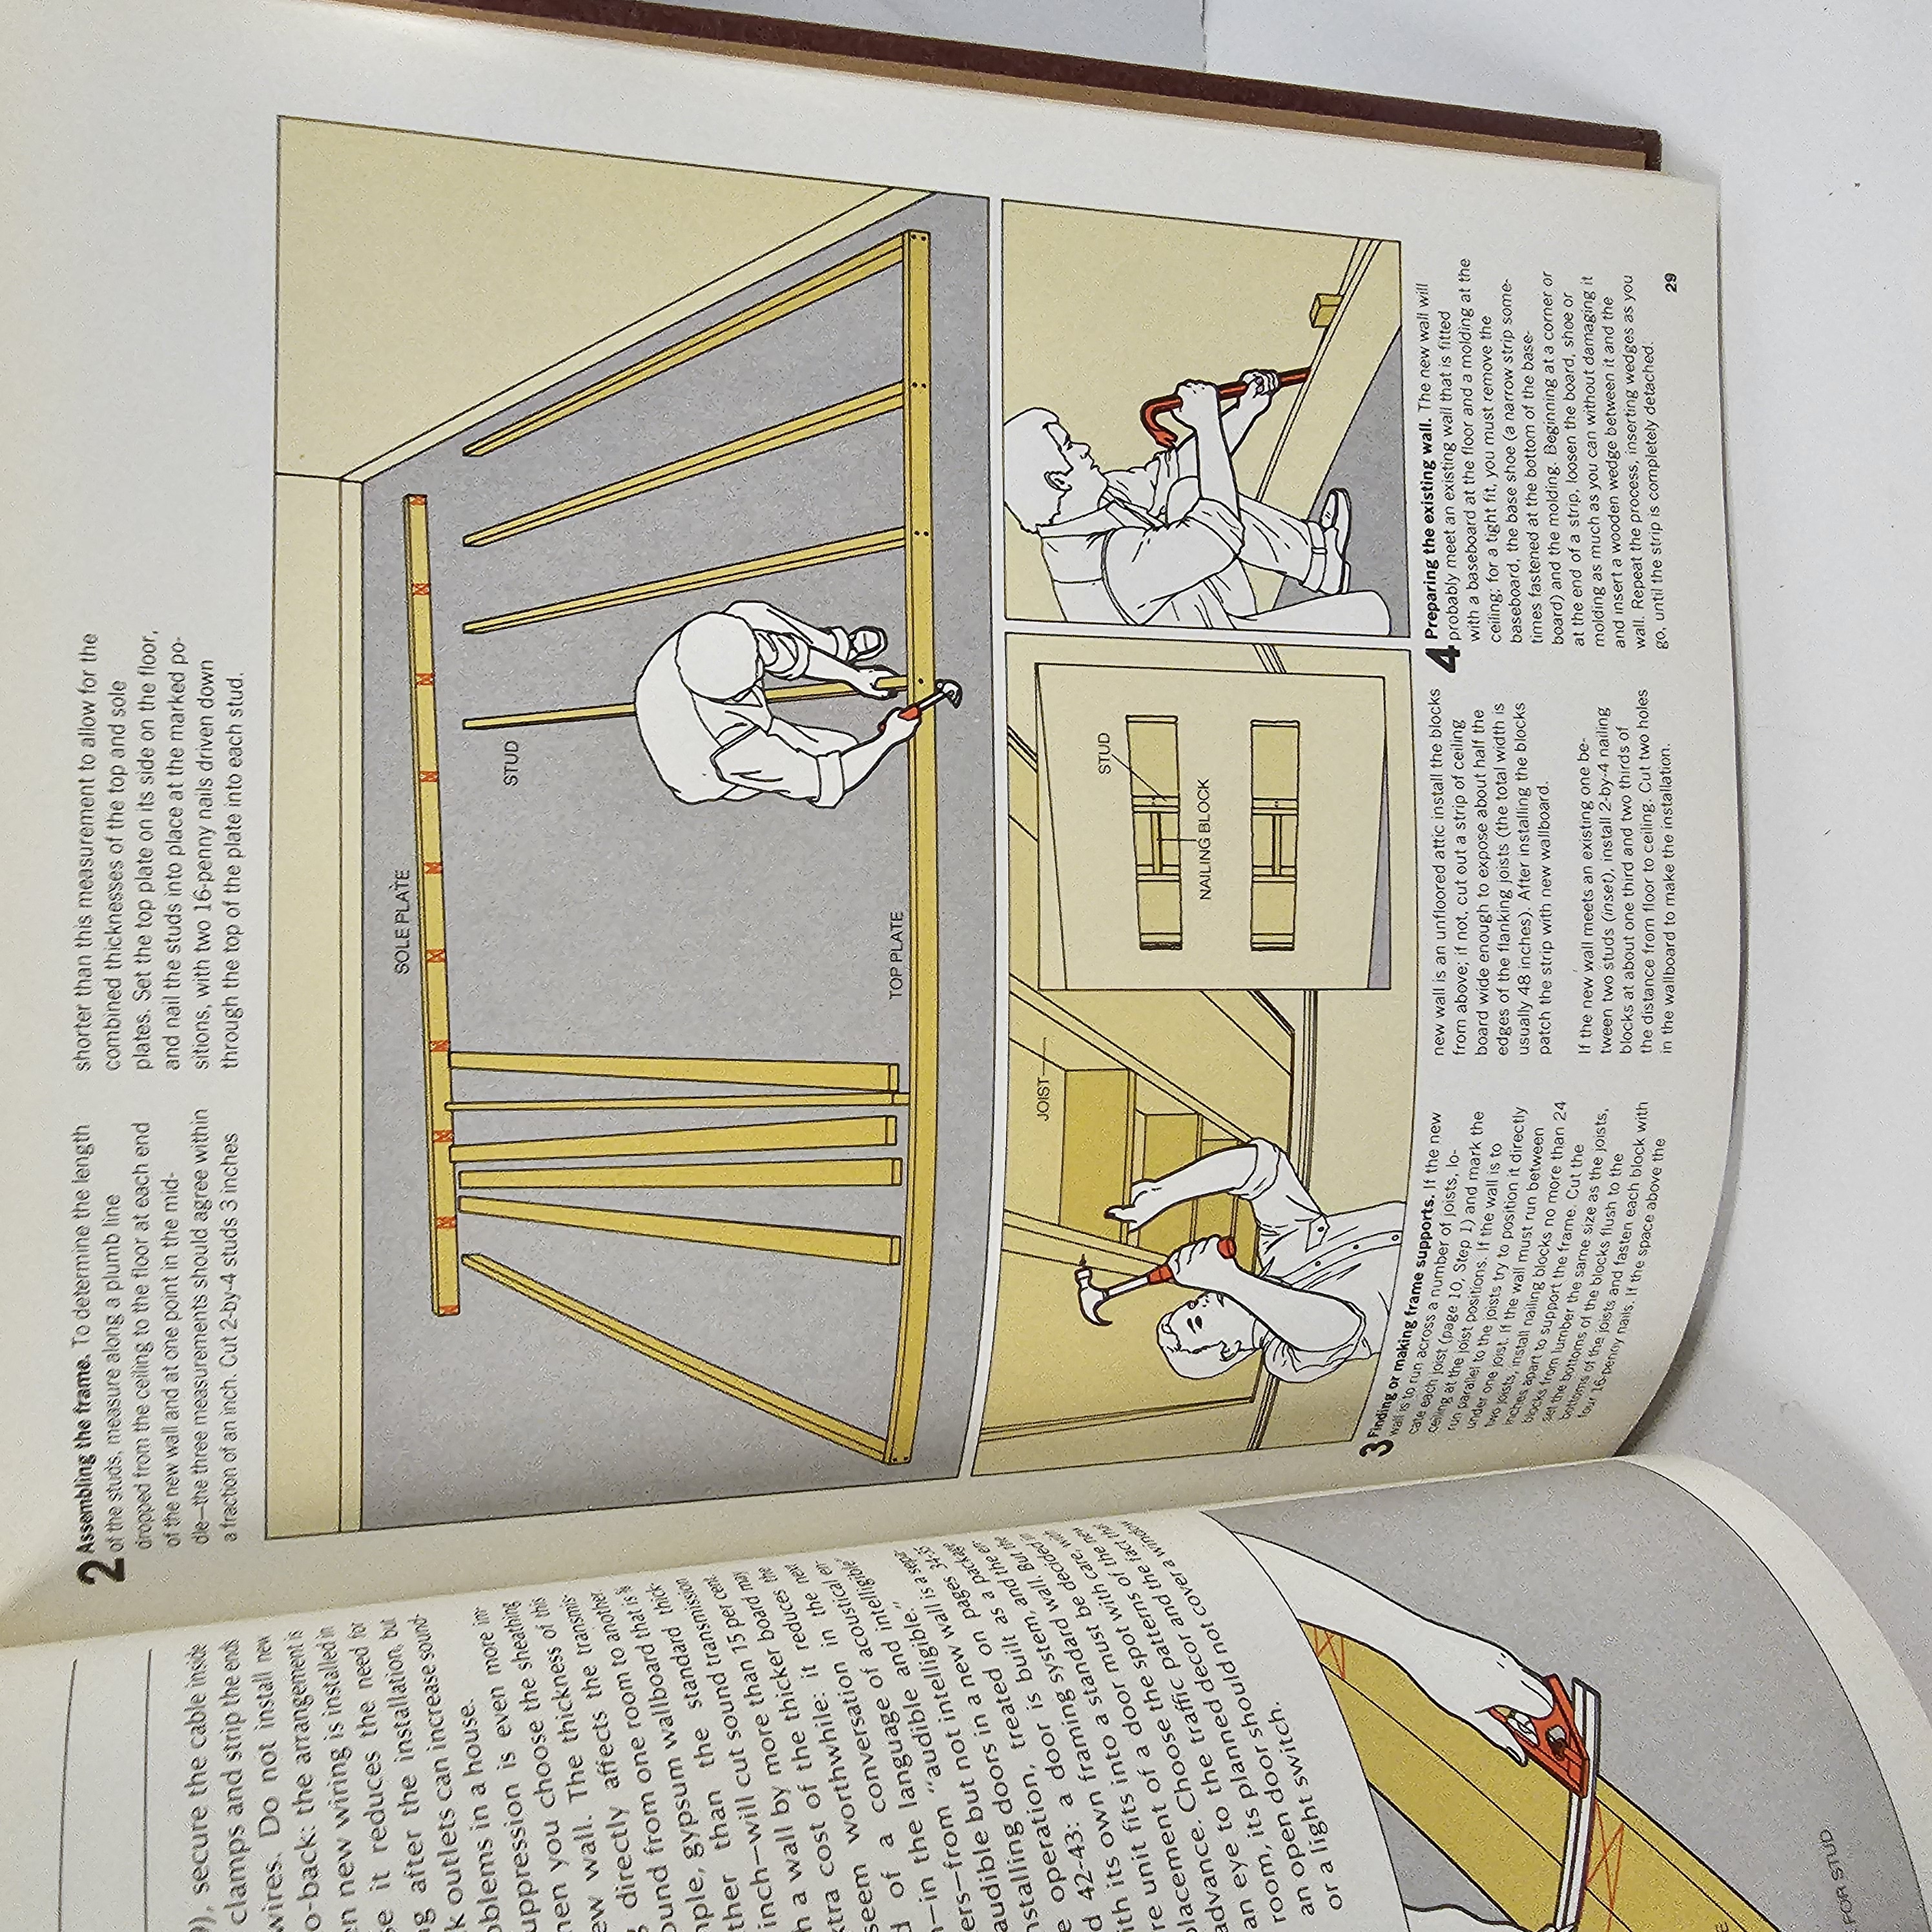 9), secure the cable inside
clamps and strip the ends
wires. Do not install new
o-back: the arrangement is
en new wiring is installed in
se it reduces the need for
ng after the installation, but
k outlets can increase sound-
oblems in a house.
uppression is even more im-
hen you choose the sheathing
ew wall. The thickness of this
g directly affects the transmis-
ound from one room to another.
mple, gypsum wallboard that is ⅝
ther than the standard thick-
inch—will cut sound transmission
h a wall by more than 15 per cent.
xtra cost of the thicker board may
seem worthwhile: it reduces the
d of a conversation in the next
n—in the language of acoustical en-
ers—from “audible and intelligible”
audible but not intelligible.”
nstalling doors in a new wall is a sepa-
e operation, treated on pages 34-35
d 42-43: a door is built as a package
ith its own framing system, and the en-
re unit fits into a standard wall. But the
placement of a door must be decided in
advance. Choose the spot with care, with
an eye to the traffic patterns of the new
room, its planned decor and the fact that
an open door should not cover a window
or a light switch.
E
FOR STUD
2 Assembling the frame. To determine the length
of the studs, measure along a plumb line
dropped from the ceiling to the floor at each end
of the new wall and at one point in the mid-
dle—the three measurements should agree within
a fraction of an inch. Cut 2-by-4 studs 3 inches
shorter than this measurement to allow for the
combined thicknesses of the top and sole
plates. Set the top plate on its side on the floor,
and nail the studs into place at the marked po-
sitions, with two 16-penny nails driven down
through the top of the plate into each stud.
SOLE PLATE
STUD
TOP PLATE
JOIST
STUD
NAILING BLOCK
3 Finding or making frame supports. If the new
wall is to run across a number of joists, lo-
cate each joist (page 10, Step 1) and mark the
ceiling at the joist positions. If the wall is to
run parallel to the joists try to position it directly
under one joist. If the wall must run between
two joists, install nailing blocks no more than 24
inches apart to support the frame. Cut the
blocks from lumber the same size as the joists,
set the bottoms of the blocks flush to the
bottoms of the joists and fasten each block with
four 16-penny nails. If the space above the
new wall is an unfloored attic install the blocks
from above; if not, cut out a strip of ceiling
board wide enough to expose about half the
edges of the flanking joists (the total width is
usually 48 inches). After installing the blocks
patch the strip with new wallboard.
If the new wall meets an existing one be-
tween two studs (inset), install 2-by-4 nailing
blocks at about one third and two thirds of
the distance from floor to ceiling. Cut two holes
in the wallboard to make the installation.
4 Preparing the existing wall. The new wall will
probably meet an existing wall that is fitted
with a baseboard at the floor and a molding at the
ceiling; for a tight fit, you must remove the
baseboard, the base shoe (a narrow strip some-
times fastened at the bottom of the base-
board) and the molding. Beginning at a corner or
at the end of a strip, loosen the board, shoe or
molding as much as you can without damaging it
and insert a wooden wedge between it and the
wall. Repeat the process, inserting wedges as you
go, until the strip is completely detached.
29